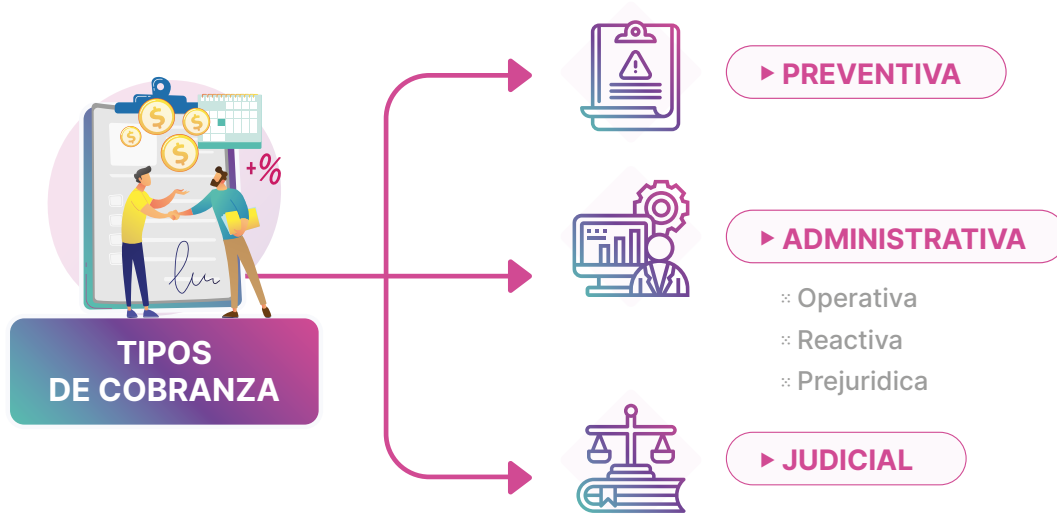 +%
TIPOS
DE COBRANZA
PREVENTIVA
ADMINISTRATIVA
Operativa
Reactiva
Prejuridica
JUDICIAL